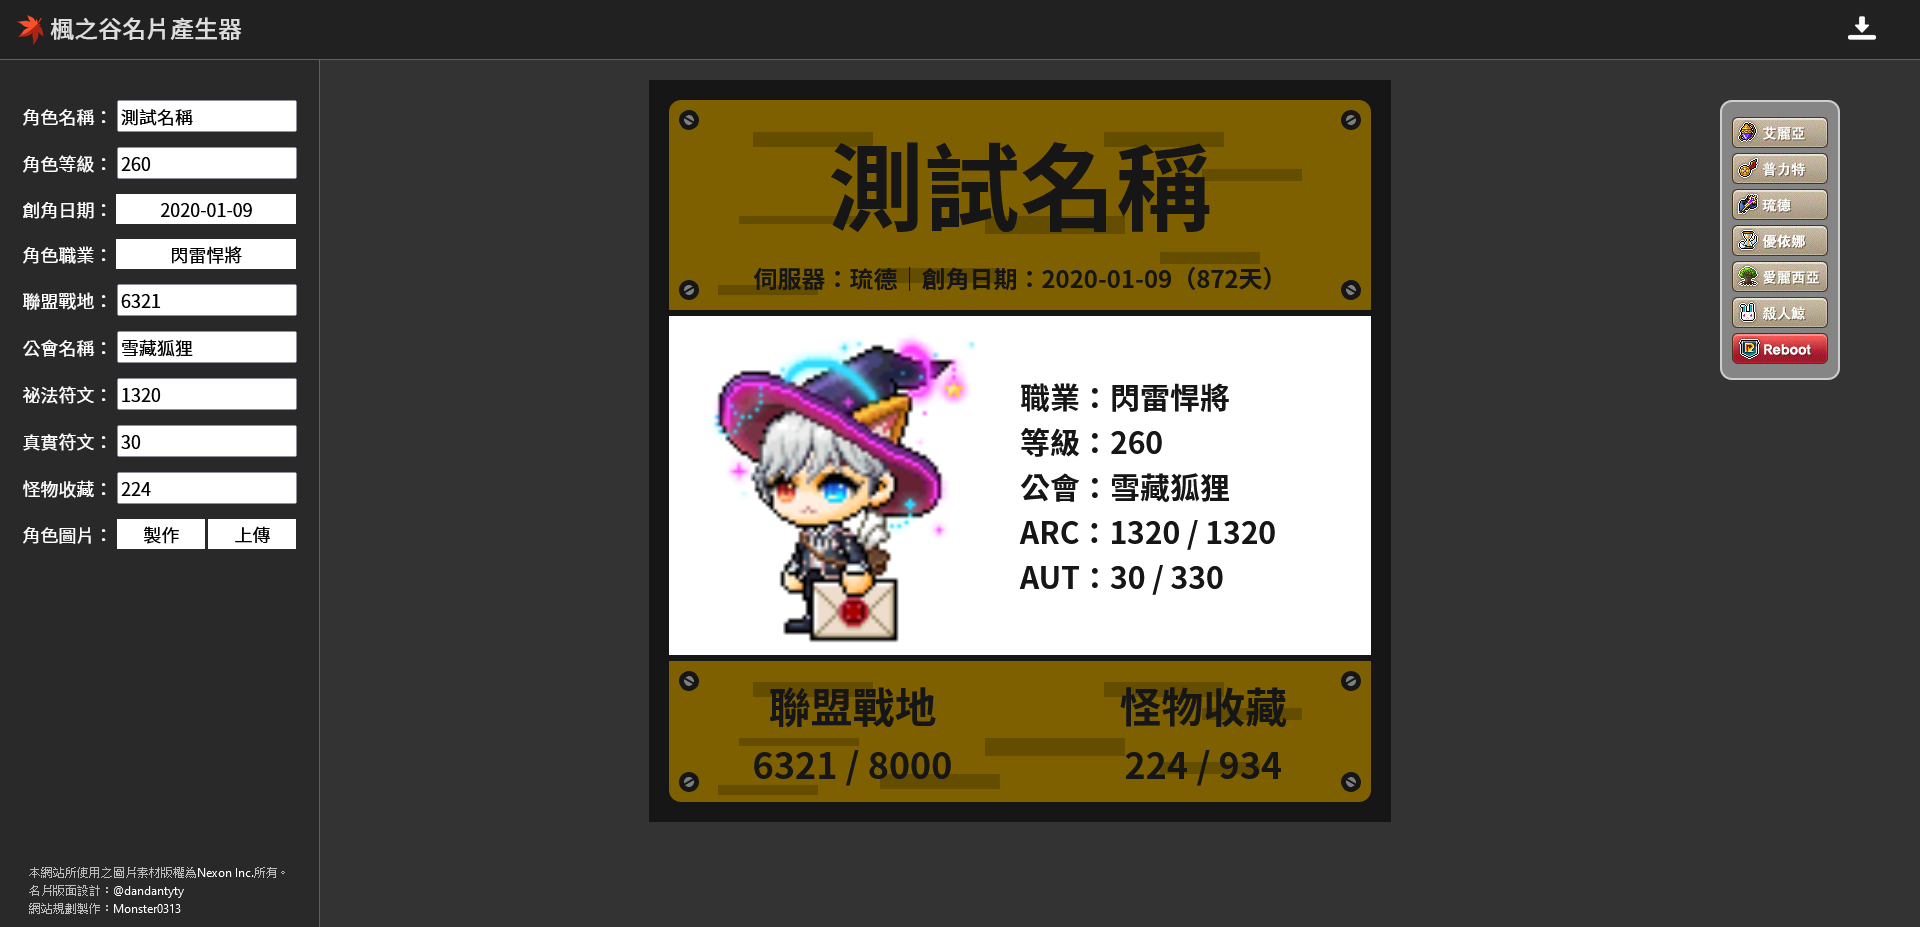 楓之谷名片產生器
角色名稱：測試名稱
角色等級：260
創角日期：2020-01-09
角色職業：閃雷悍將
聯盟戰地：6321
公會名稱：雪藏狐狸
祕法符文：1320
真實符文：30
怪物收藏：224
角色圖片：製作 上傳
本網站所使用之圖片素材版權為Nexon Inc.所有。
名片版面設計：@dandantyty
網站規劃製作：Monster0313
測試名稱
伺服器：琉德｜創角日期：2020-01-09（872天）
職業：閃雷悍將
等級：260
公會：雪藏狐狸
ARC：1320 / 1320
AUT：30 / 330
聯盟戰地
6321 / 8000
怪物收藏
224 / 934
艾麗亞
普力特
琉德
優依娜
愛麗西亞
殺人鯨
Reboot